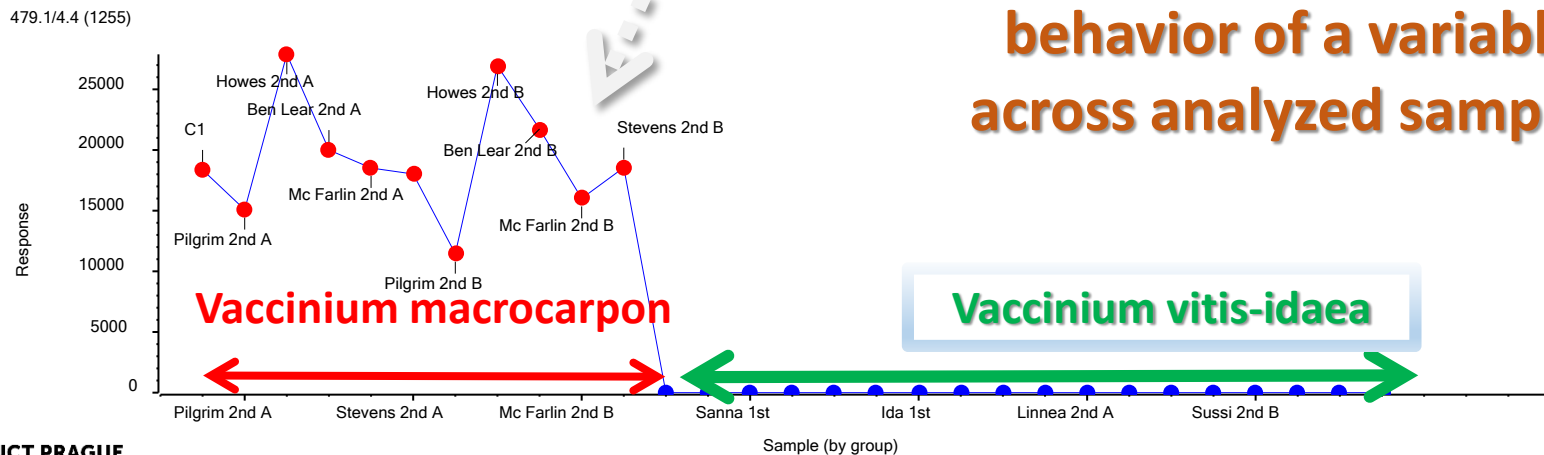 479.1/4.4 (1255)
behavior of a variabl
across analyzed samp
25000
20000
15000
10000
5000
0
Response
C1
Pilgrim 2nd A
Howes 2nd A
Ben Lear 2nd A
Mc Farlin 2nd A
Pilgrim 2nd B
Howes 2nd B
Ben Lear 2nd B
Mc Farlin 2nd B
Stevens 2nd B
Vaccinium macrocarpon
Vaccinium vitis-idaea
Pilgrim 2nd A
Stevens 2nd A
Mc Farlin 2nd B
Sanna 1st
Ida 1st
Linnea 2nd A
Sussi 2nd B
Sample (by group)
ICT PRAGUE